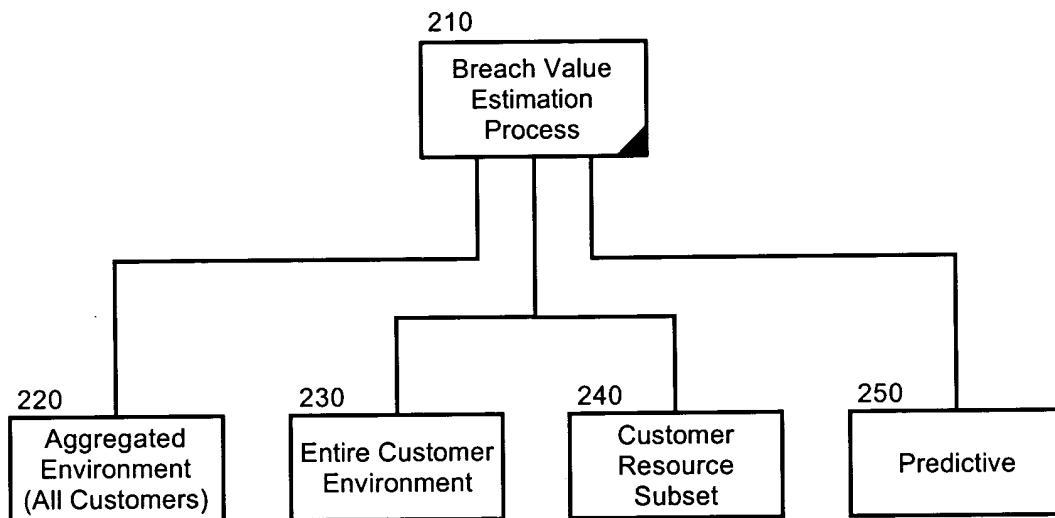 210
Breach Value
Estimation
Process
220
Aggregated
Environment
(All Customers)
230
Entire Customer
Environment
240
Customer
Resource
Subset
250
Predictive